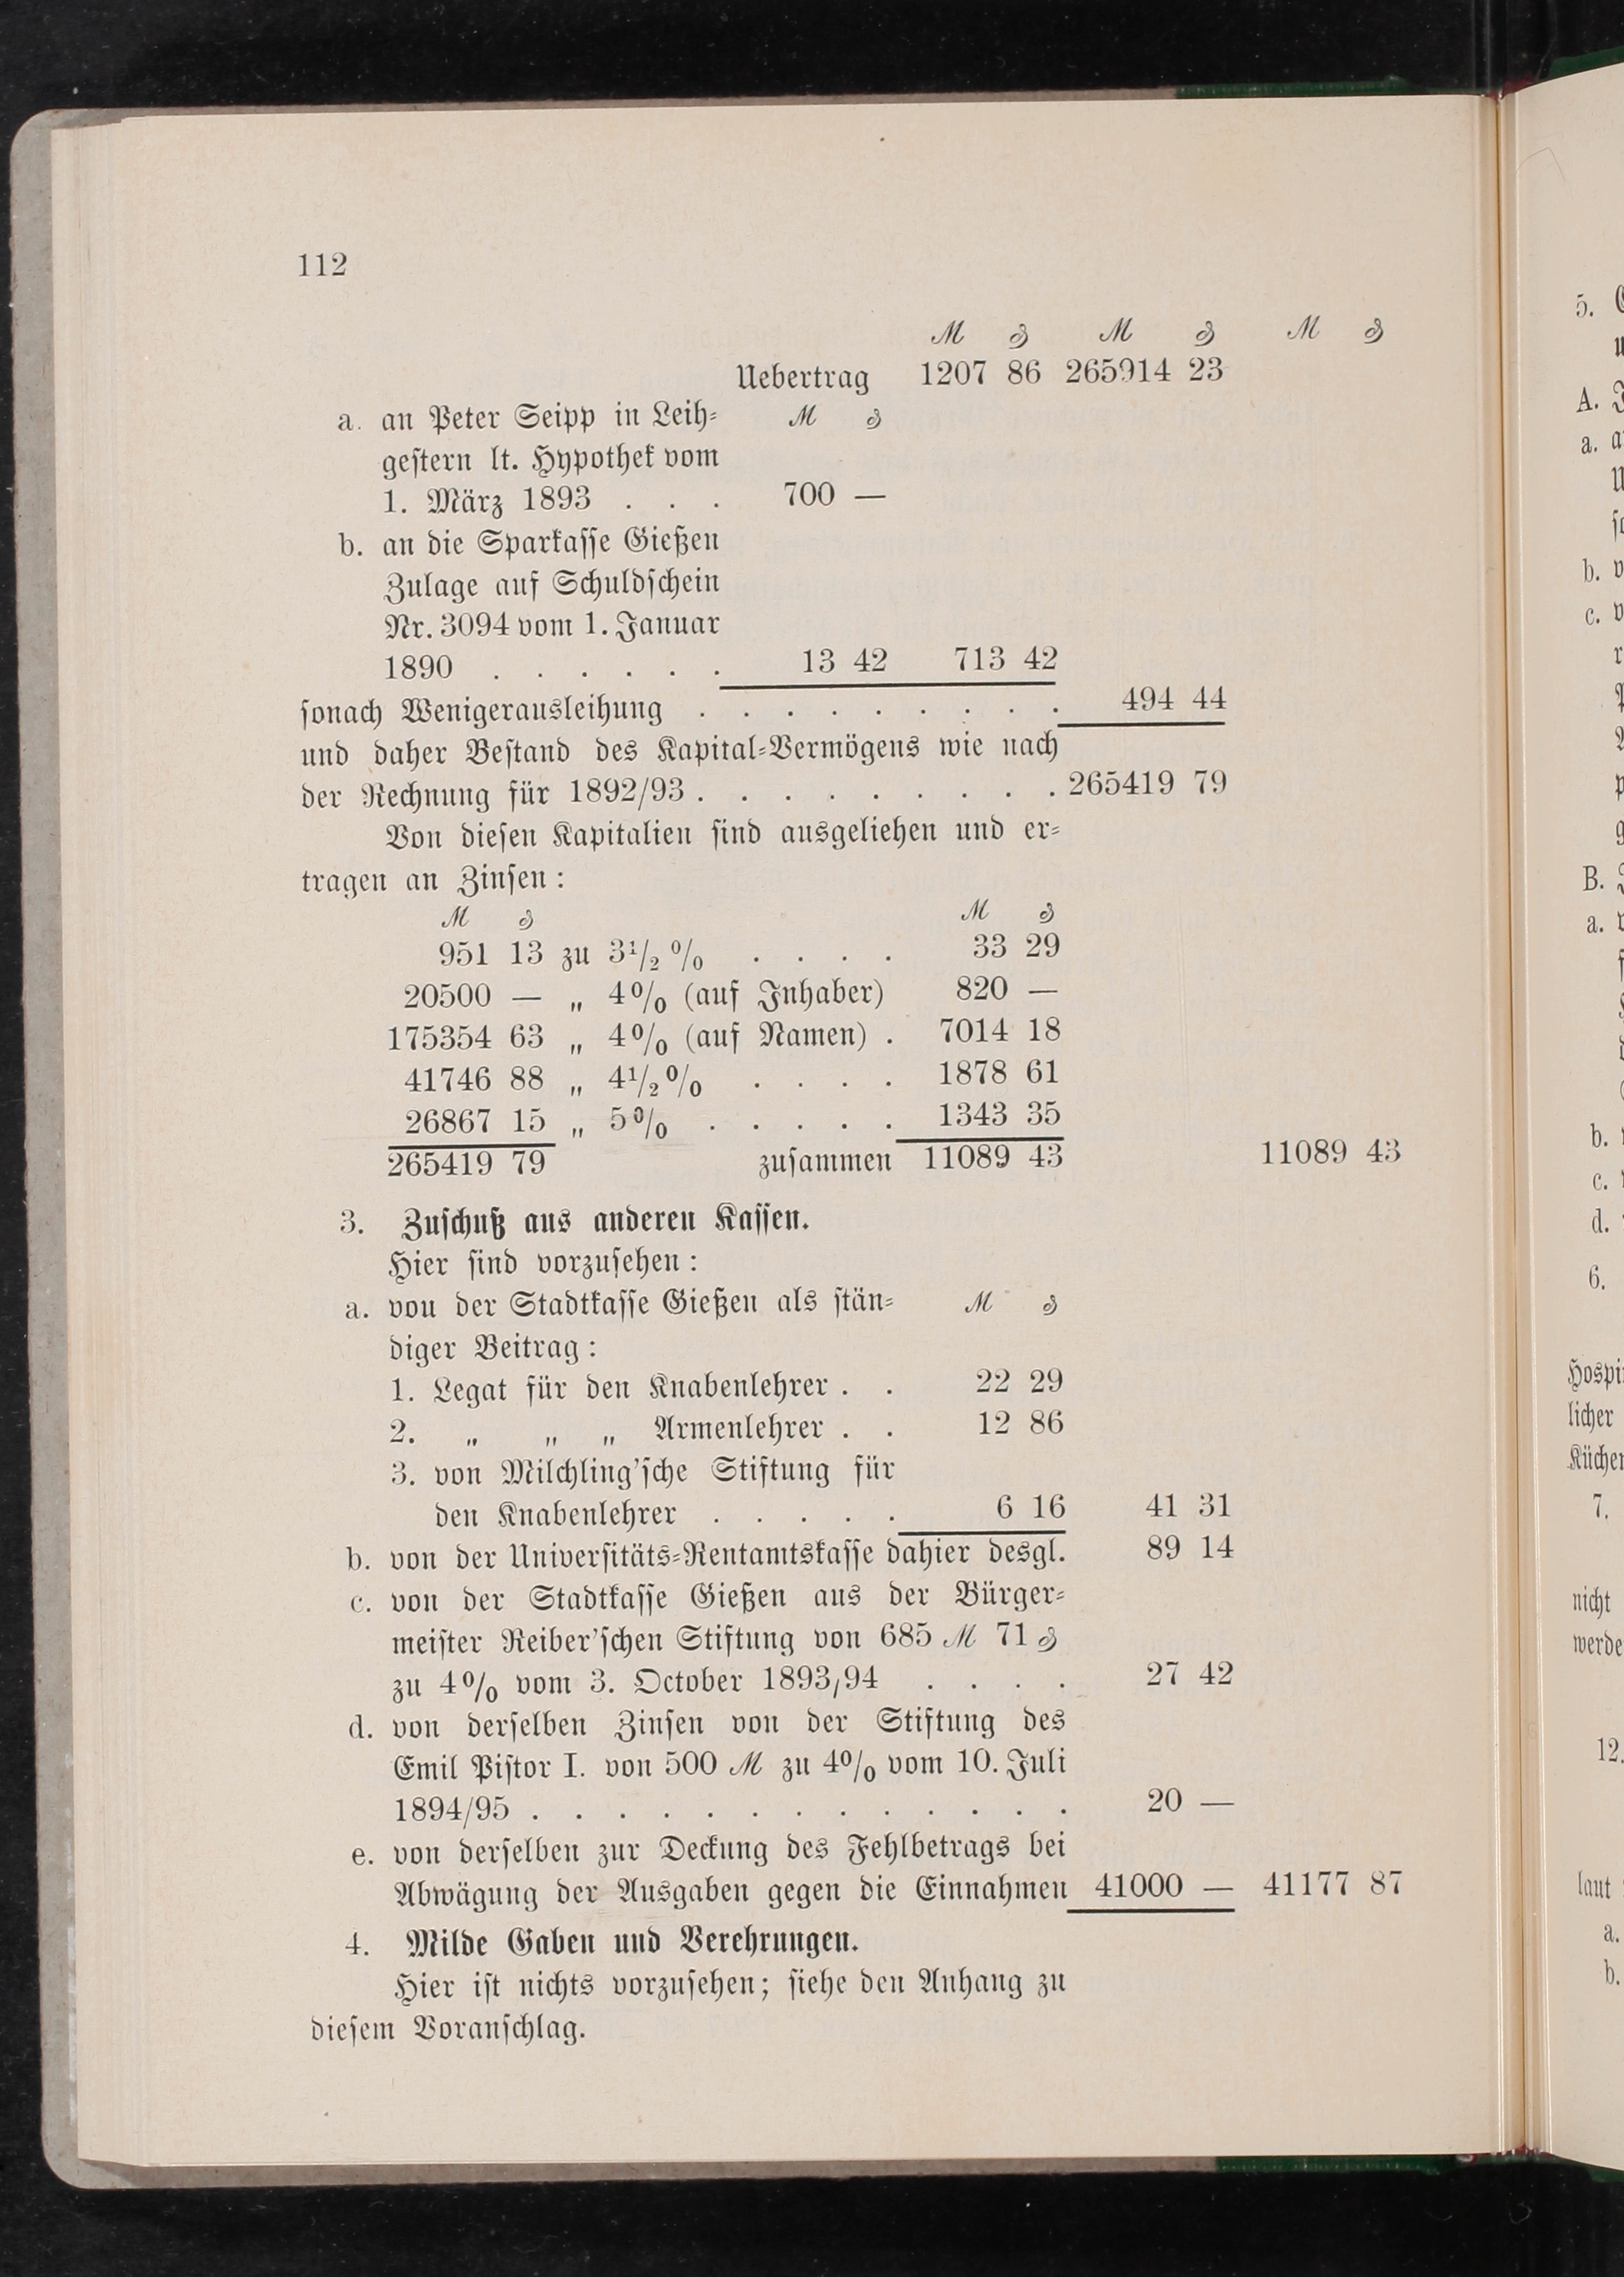 112
M ₰ M ₰ M ₰
Uebertrag 1207 86 265914 23
a. an Peter Seipp in Leih- M ₰
gestern lt. Hypothek vom
1. März 1893 . . . 700 —
b. an die Sparkasse Gießen
Zulage auf Schuldschein
Nr. 3094 vom 1. Januar
1890 . . . . . . 13 42 713 42
sonach Wenigerausleihung . . . . . . . . . 494 44
und daher Bestand des Kapital-Vermögens wie nach
der Rechnung für 1892/93 . . . . . . . . . 265419 79
Von diesen Kapitalien sind ausgeliehen und er-
tragen an Zinsen:
M ₰ M ₰
951 13 zu 3½ % . . . . 33 29
20500 — „ 4% (auf Inhaber) 820 —
175354 63 „ 4% (auf Namen) . 7014 18
41746 88 „ 4½% . . . . 1878 61
26867 15 „ 5% . . . . . 1343 35
265419 79 zusammen 11089 43 11089 43
3. Zuschuß aus anderen Kassen.
Hier sind vorzusehen:
a. von der Stadtkasse Gießen als stän- M ₰
diger Beitrag:
1. Legat für den Knabenlehrer . . 22 29
2. „ „ „ Armenlehrer . . 12 86
3. von Milchling'sche Stiftung für
den Knabenlehrer . . . . . 6 16 41 31
b. von der Universitäts-Rentamtskasse dahier desgl. 89 14
c. von der Stadtkasse Gießen aus der Bürger-
meister Reiber'schen Stiftung von 685 M 71 ₰
zu 4% vom 3. October 1893/94 . . . . 27 42
d. von derselben Zinsen von der Stiftung des
Emil Pistor I. von 500 M zu 4% vom 10. Juli
1894/95 . . . . . . . . . . . . . 20 —
e. von derselben zur Deckung des Fehlbetrags bei
Abwägung der Ausgaben gegen die Einnahmen 41000 — 41177 87
4. Milde Gaben und Verehrungen.
Hier ist nichts vorzusehen; siehe den Anhang zu
diesem Voranschlag.
5.
A.
a.
b.
c.
B.
a.
b.
c.
d.
6.
licher
7.
nicht
12.
laut
a.
b.